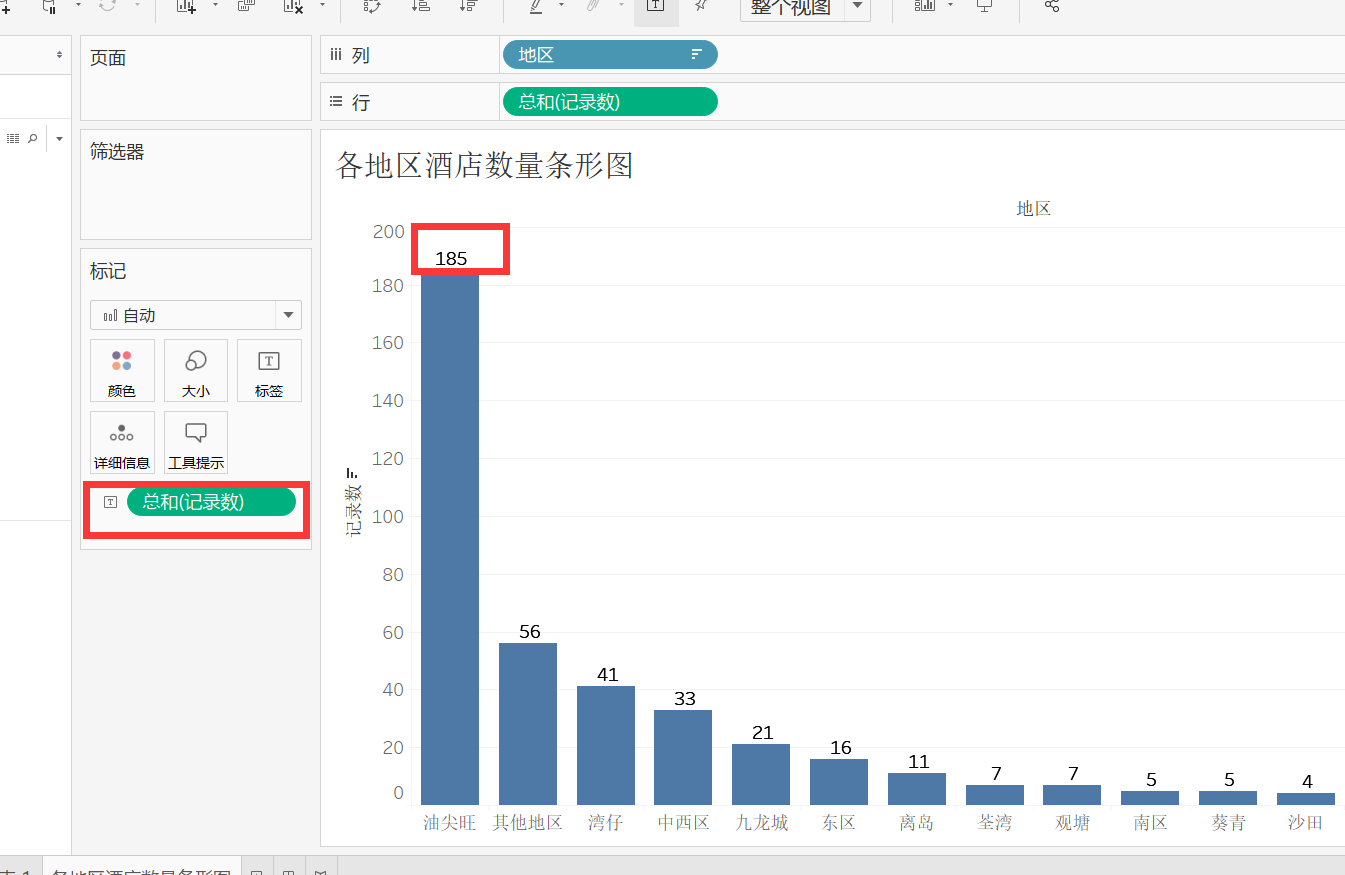 整个视图
页面
列
地区
行
总和(记录数)
筛选器
标记
自动
颜色
大小
标签
详细信息
工具提示
总和(记录数)
各地区酒店数量条形图
地区
记录数
200
180
160
140
120
100
80
60
40
20
0
185
56
41
33
21
16
11
7
7
5
5
4
油尖旺
其他地区
湾仔
中西区
九龙城
东区
离岛
荃湾
观塘
南区
葵青
沙田
各地区酒店数量条形图